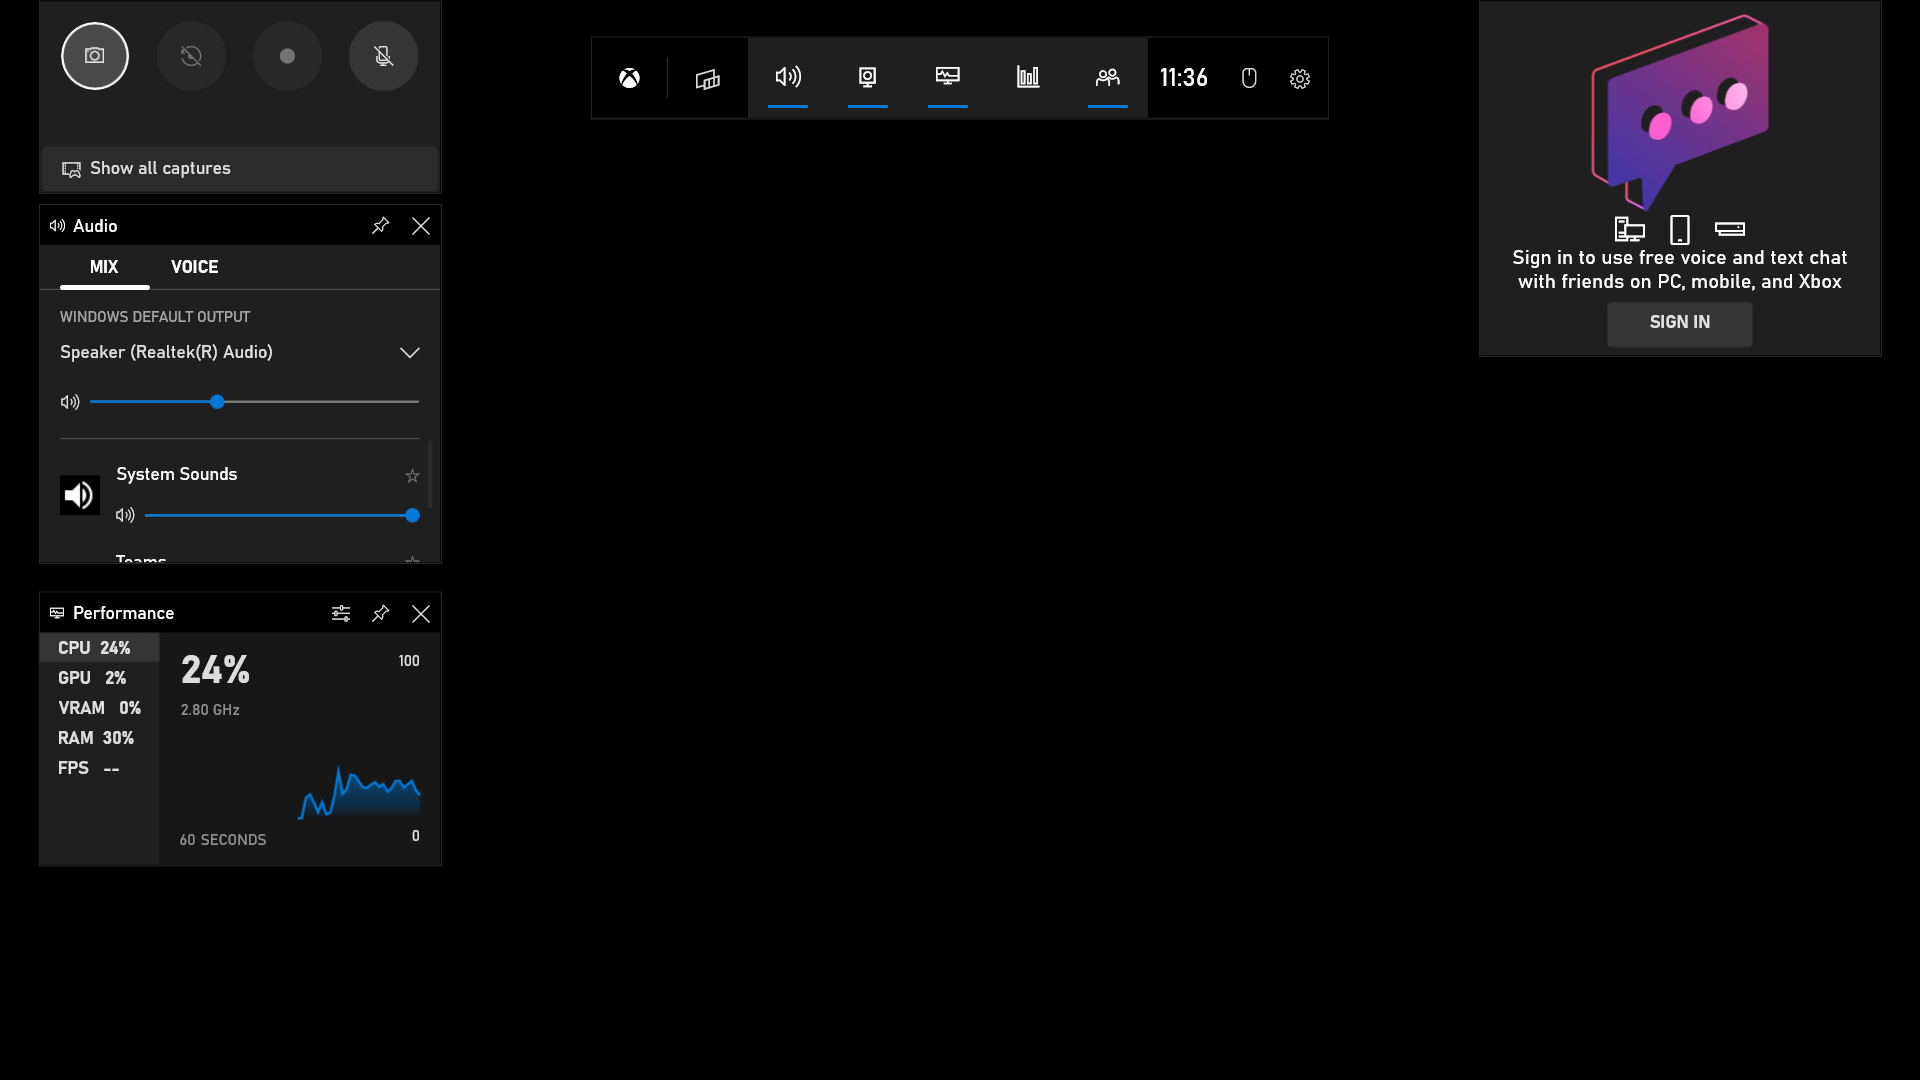 Show all captures
Audio
MIX VOICE
WINDOWS DEFAULT OUTPUT
Speaker (Realtek(R) Audio)
System Sounds
Teams
Performance
CPU 24%
GPU 2%
VRAM 0%
RAM 30%
FPS --
24%
100
2.80 GHz
60 SECONDS
0
11:36
Sign in to use free voice and text chat
with friends on PC, mobile, and Xbox
SIGN IN